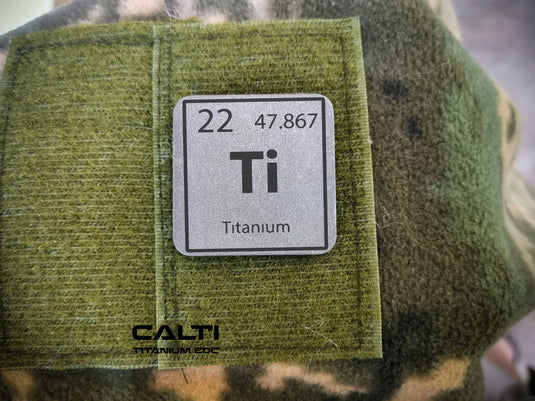 22 47.867
Ti
Titanium
CALTI
TITANIUM EDC